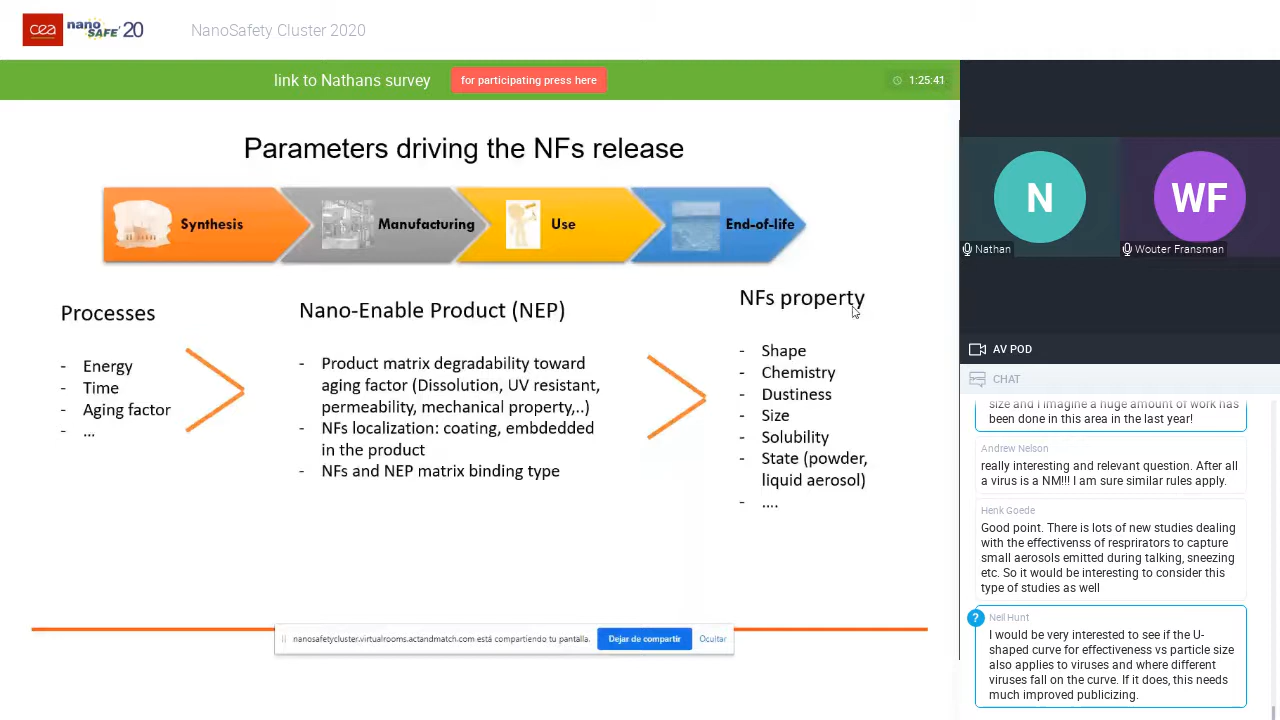 cea nano SAFE'20
NanoSafety Cluster 2020
link to Nathans survey
for participating press here
1:25:41
Parameters driving the NFs release
Synthesis
Manufacturing
Use
End-of-life
Processes
- Energy
- Time
- Aging factor
- ...
Nano-Enable Product (NEP)
- Product matrix degradability toward
aging factor (Dissolution, UV resistant,
permeability, mechanical property,..)
- NFs localization: coating, embdedded
in the product
- NFs and NEP matrix binding type
NFs property
- Shape
- Chemistry
- Dustiness
- Size
- Solubility
- State (powder,
liquid aerosol)
- ....
nanosafetycluster.virtualrooms.actandmatch.com está compartiendo tu pantalla.
Dejar de compartir
Ocultar
N
WF
Nathan
Wouter Fransman
AV POD
CHAT
size and I imagine a huge amount of work has
been done in this area in the last year!
Andrew Nelson
really interesting and relevant question. After all
a virus is a NM!!! I am sure similar rules apply.
Henk Goede
Good point. There is lots of new studies dealing
with the effectivenss of resprirators to capture
small aerosols emitted during talking, sneezing
etc. So it would be interesting to consider this
type of studies as well
?
Neil Hunt
I would be very interested to see if the U-
shaped curve for effectiveness vs particle size
also applies to viruses and where different
viruses fall on the curve. If it does, this needs
much improved publicizing.